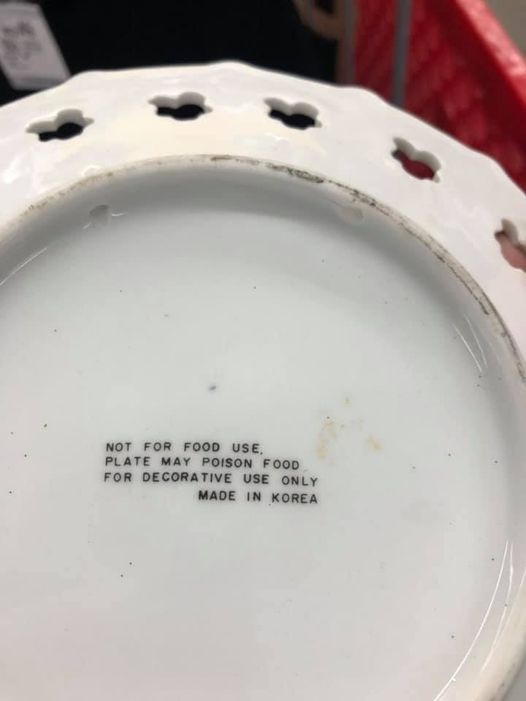 NOT FOR FOOD USE.
PLATE MAY POISON FOOD
FOR DECORATIVE USE ONLY
MADE IN KOREA